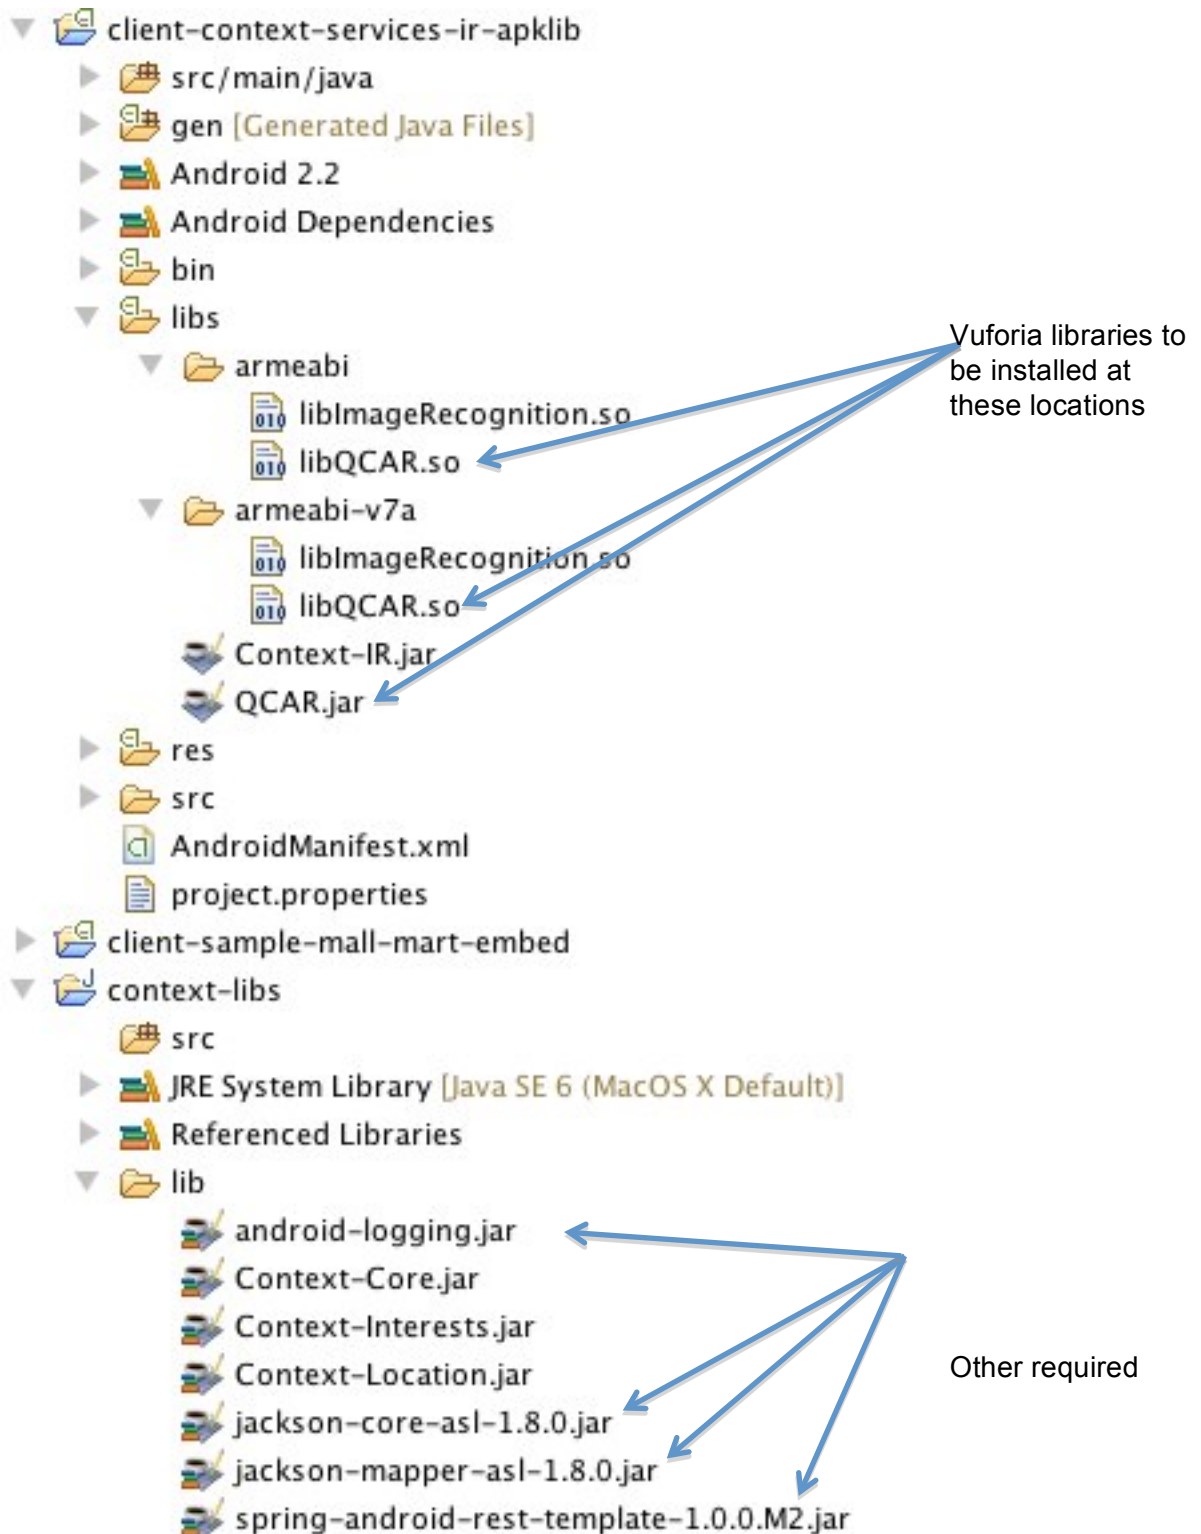 client-context-services-ir-apklib
src/main/java
gen [Generated Java Files]
Android 2.2
Android Dependencies
bin
libs
armeabi
libImageRecognition.so
libQCAR.so
armeabi-v7a
libImageRecognition.so
libQCAR.so
Context-IR.jar
QCAR.jar
res
src
AndroidManifest.xml
project.properties
client-sample-mall-mart-embed
context-libs
src
JRE System Library [Java SE 6 (MacOS X Default)]
Referenced Libraries
lib
android-logging.jar
Context-Core.jar
Context-Interests.jar
Context-Location.jar
jackson-core-asl-1.8.0.jar
jackson-mapper-asl-1.8.0.jar
spring-android-rest-template-1.0.0.M2.jar
Vuforia libraries to
be installed at
these locations
Other required